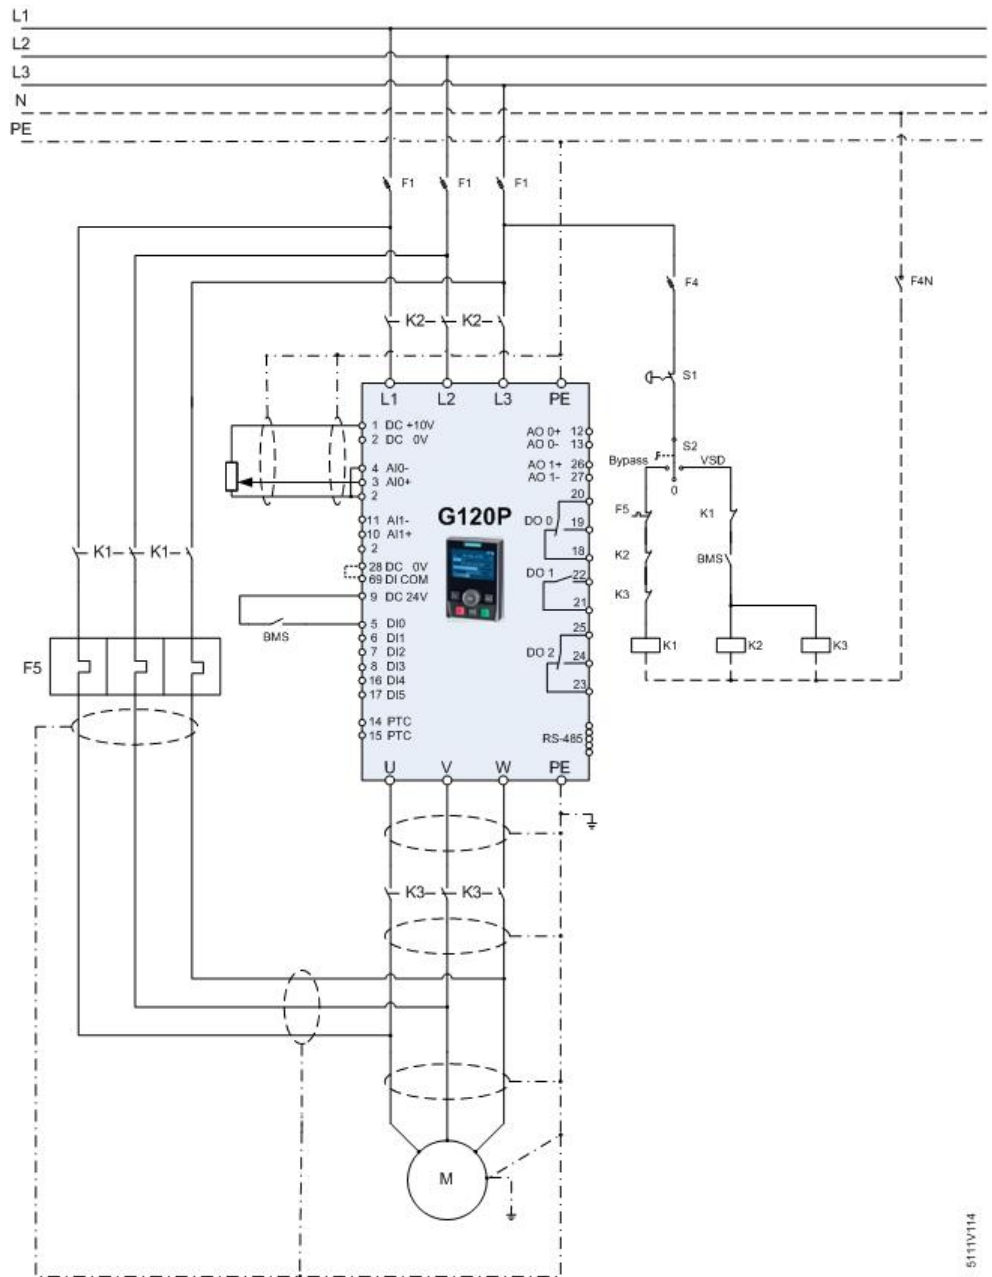 L1
L2
L3
N
PE
F1 F1 F1
F4 F4N
K2 K2
S1
L1 L2 L3 PE
1 DC +10V
2 DC 0V
4 AI0-
3 AI0+
2
11 AI1-
10 AI1+
2
28 DC 0V
69 DI COM
9 DC 24V
5 DI0
6 DI1
7 DI2
8 DI3
16 DI4
17 DI5
14 PTC
15 PTC
BMS
G120P
AO 0+ 12
AO 0- 13
AO 1+ 26
AO 1- 27
20
DO 0 19
18
DO 1 22
21
25
DO 2 24
23
RS-485
U V W PE
S2
Bypass VSD
0
F5 K1
K2 BMS
K3
K1 K2 K3
K1 K1
F5
K3 K3
M
5111V114